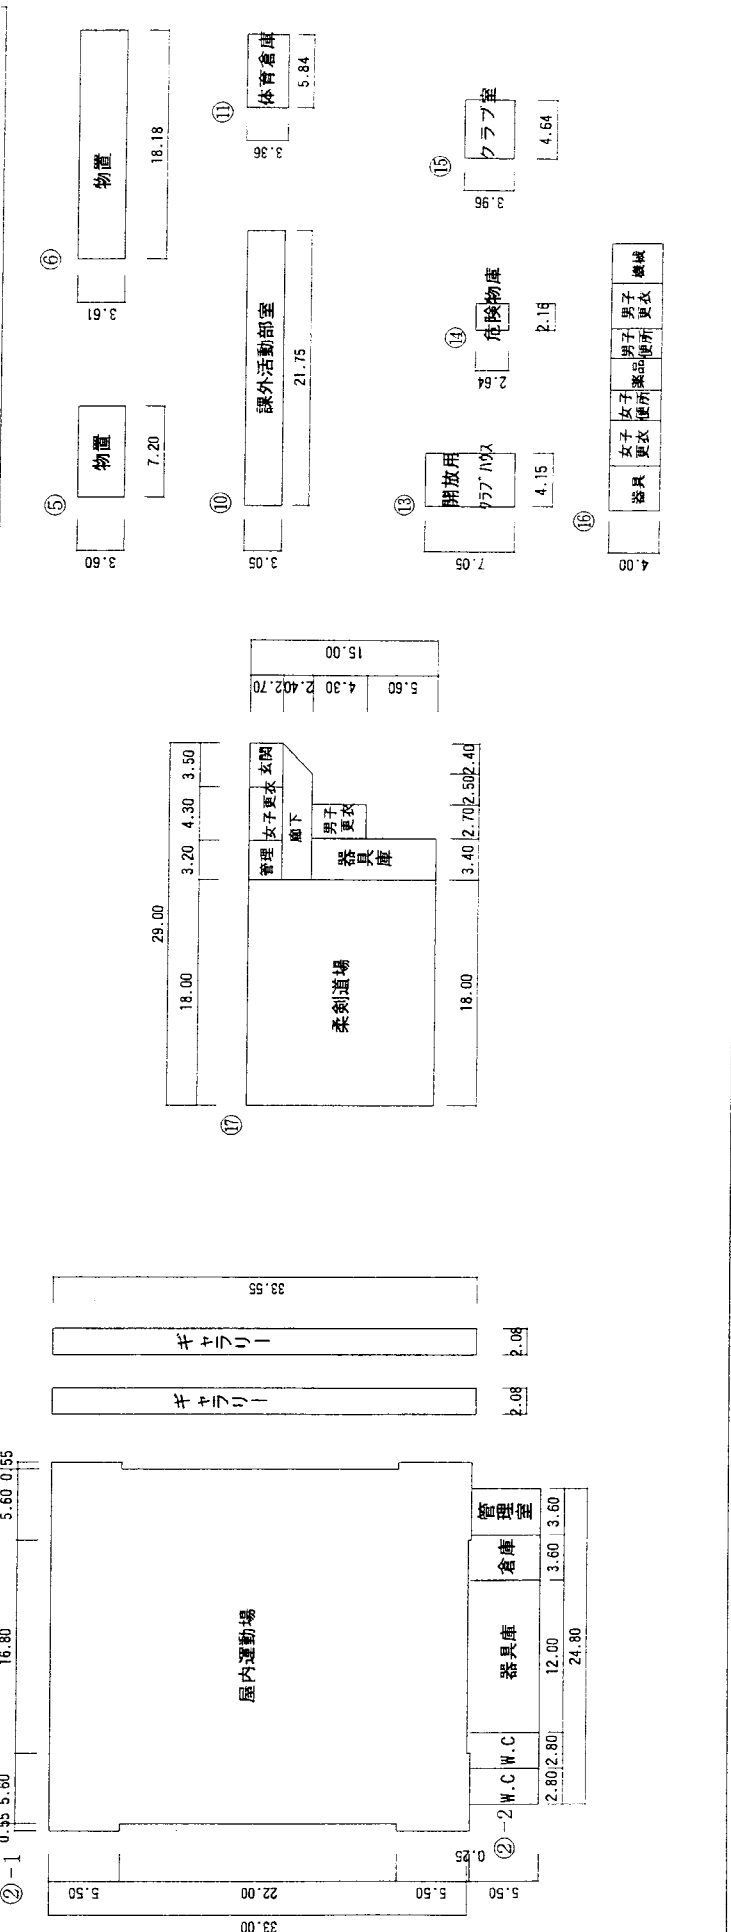 ⑥
物置
18.18
3.61
⑪
体育倉庫
5.84
3.36
⑮
クラブ室
4.64
3.96
⑤
物置
7.20
3.60
⑩
課外活動部室
21.75
3.05
⑭
危険物庫
2.16
2.64
⑬
開放用
クラブハウス
4.15
7.05
⑯
器具
女子
更衣
女子
便所
薬品
男子
便所
男子
更衣
機械
4.00
⑰
29.00
18.00
3.20
4.30
3.50
柔剣道場
管理
女子更衣
玄関
廊下
男子
更衣
器具庫
18.00
3.40
2.70
2.50
2.40
2.70
2.40
4.30
5.60
15.00
②-1
0.55
5.60
16.80
5.60
0.55
屋内運動場
5.50
22.00
5.50
33.00
0.25
5.50
②-2
W.C
W.C
器具庫
倉庫
管理室
2.80
2.80
12.00
3.60
3.60
24.80
ギャラリー
2.08
ギャラリー
2.08
33.55